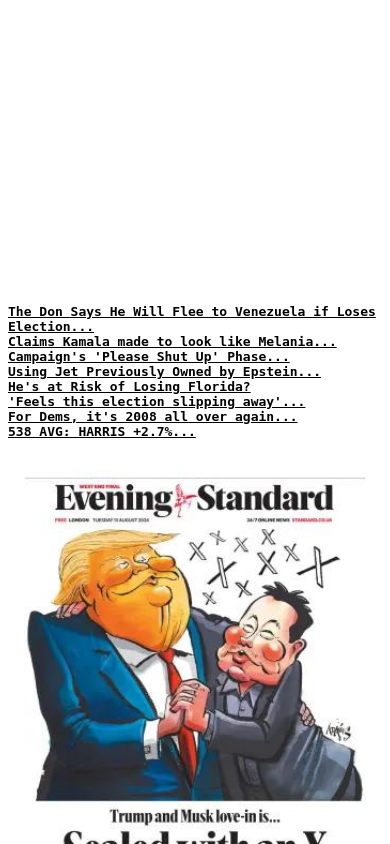 The Don Says He Will Flee to Venezuela if Loses
Election...
Claims Kamala made to look like Melania...
Campaign's 'Please Shut Up' Phase...
Using Jet Previously Owned by Epstein...
He's at Risk of Losing Florida?
'Feels this election slipping away'...
For Dems, it's 2008 all over again...
538 AVG: HARRIS +2.7%...
WEST END FINAL
Evening Standard
FREE LONDON TUESDAY 13 AUGUST 2024 24/7 ONLINE NEWS STANDARD.CO.UK
X X X X X X X X X X
ADAMS
Trump and Musk love-in is...
Sealed with an X